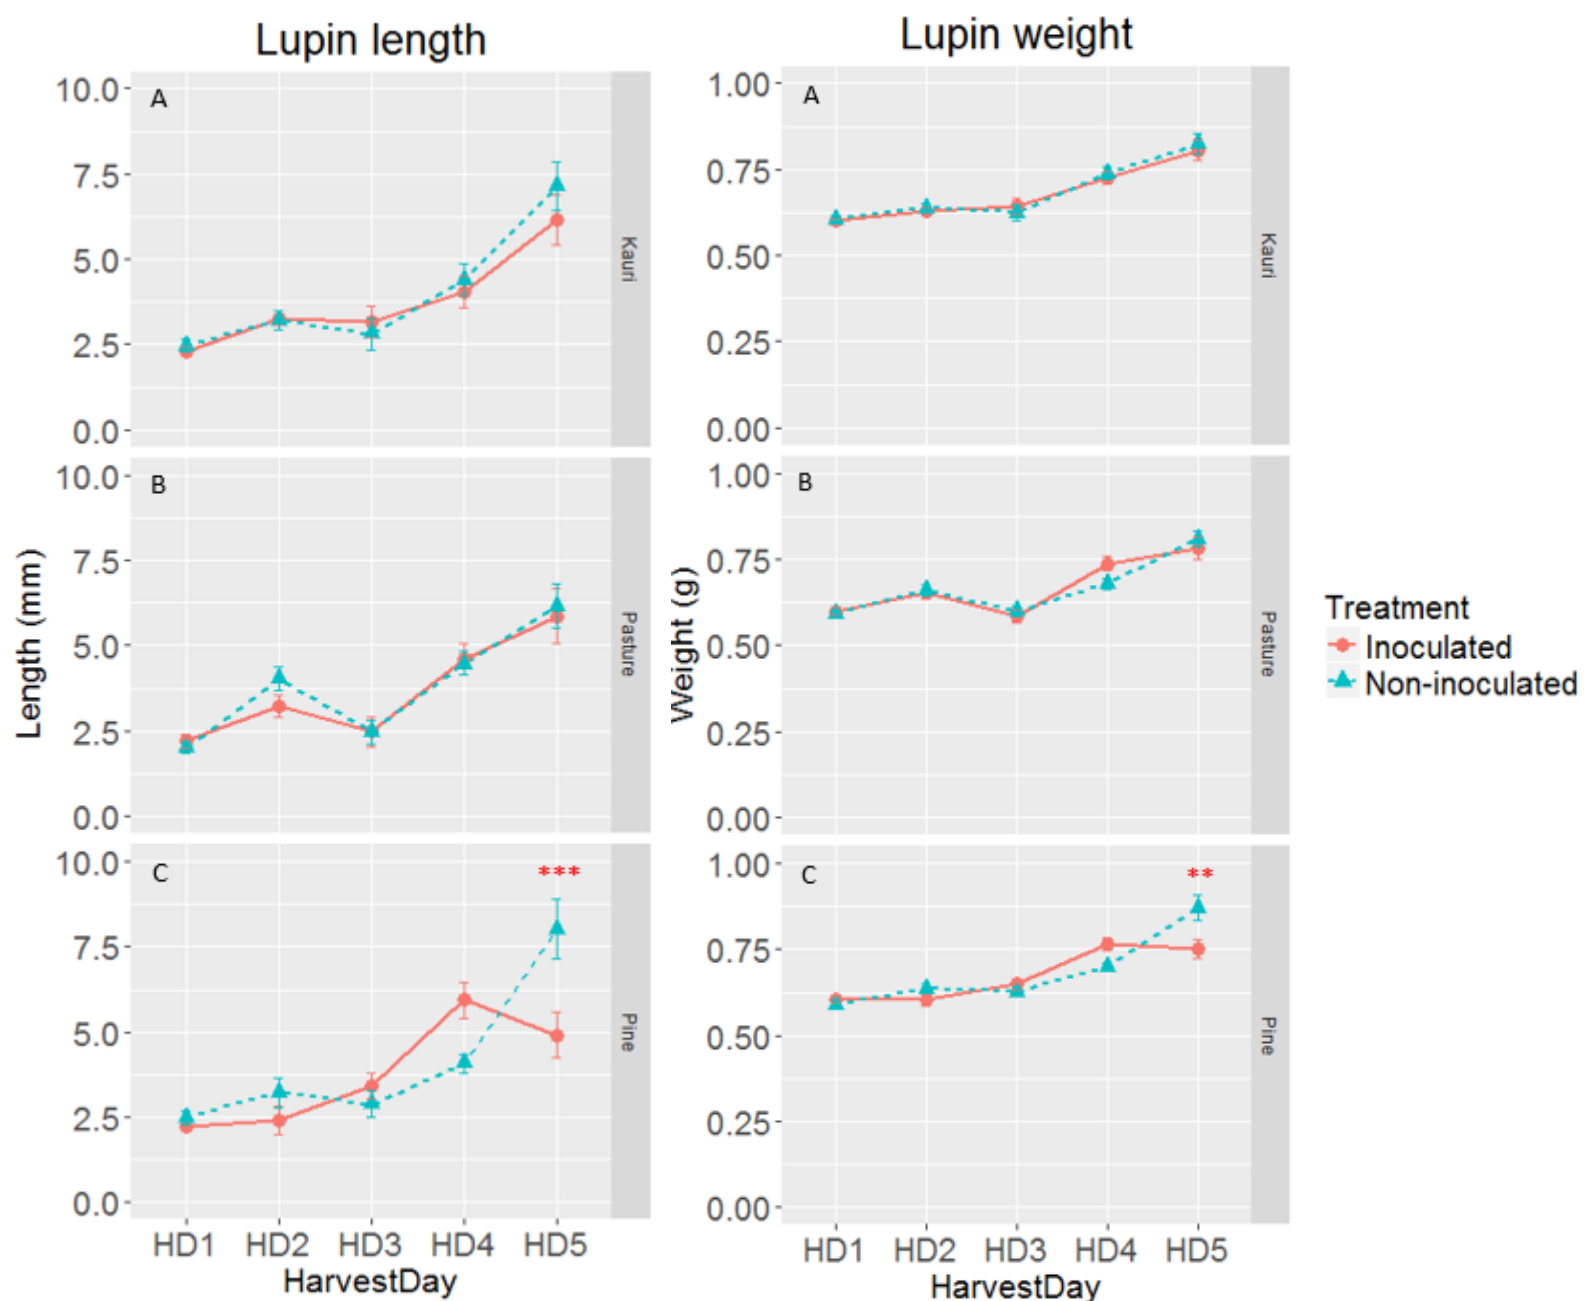 Lupin length
Lupin weight
10.0
7.5
5.0
2.5
0.0
A
Kauri
1.00
0.75
0.50
0.25
0.00
A
Kauri
Length (mm)
10.0
7.5
5.0
2.5
0.0
B
Pasture
Weight (g)
1.00
0.75
0.50
0.25
0.00
B
Pasture
Treatment
Inoculated
Non-inoculated
10.0
7.5
5.0
2.5
0.0
C
***
Pine
1.00
0.75
0.50
0.25
0.00
C
**
Pine
HD1 HD2 HD3 HD4 HD5
HarvestDay
HD1 HD2 HD3 HD4 HD5
HarvestDay